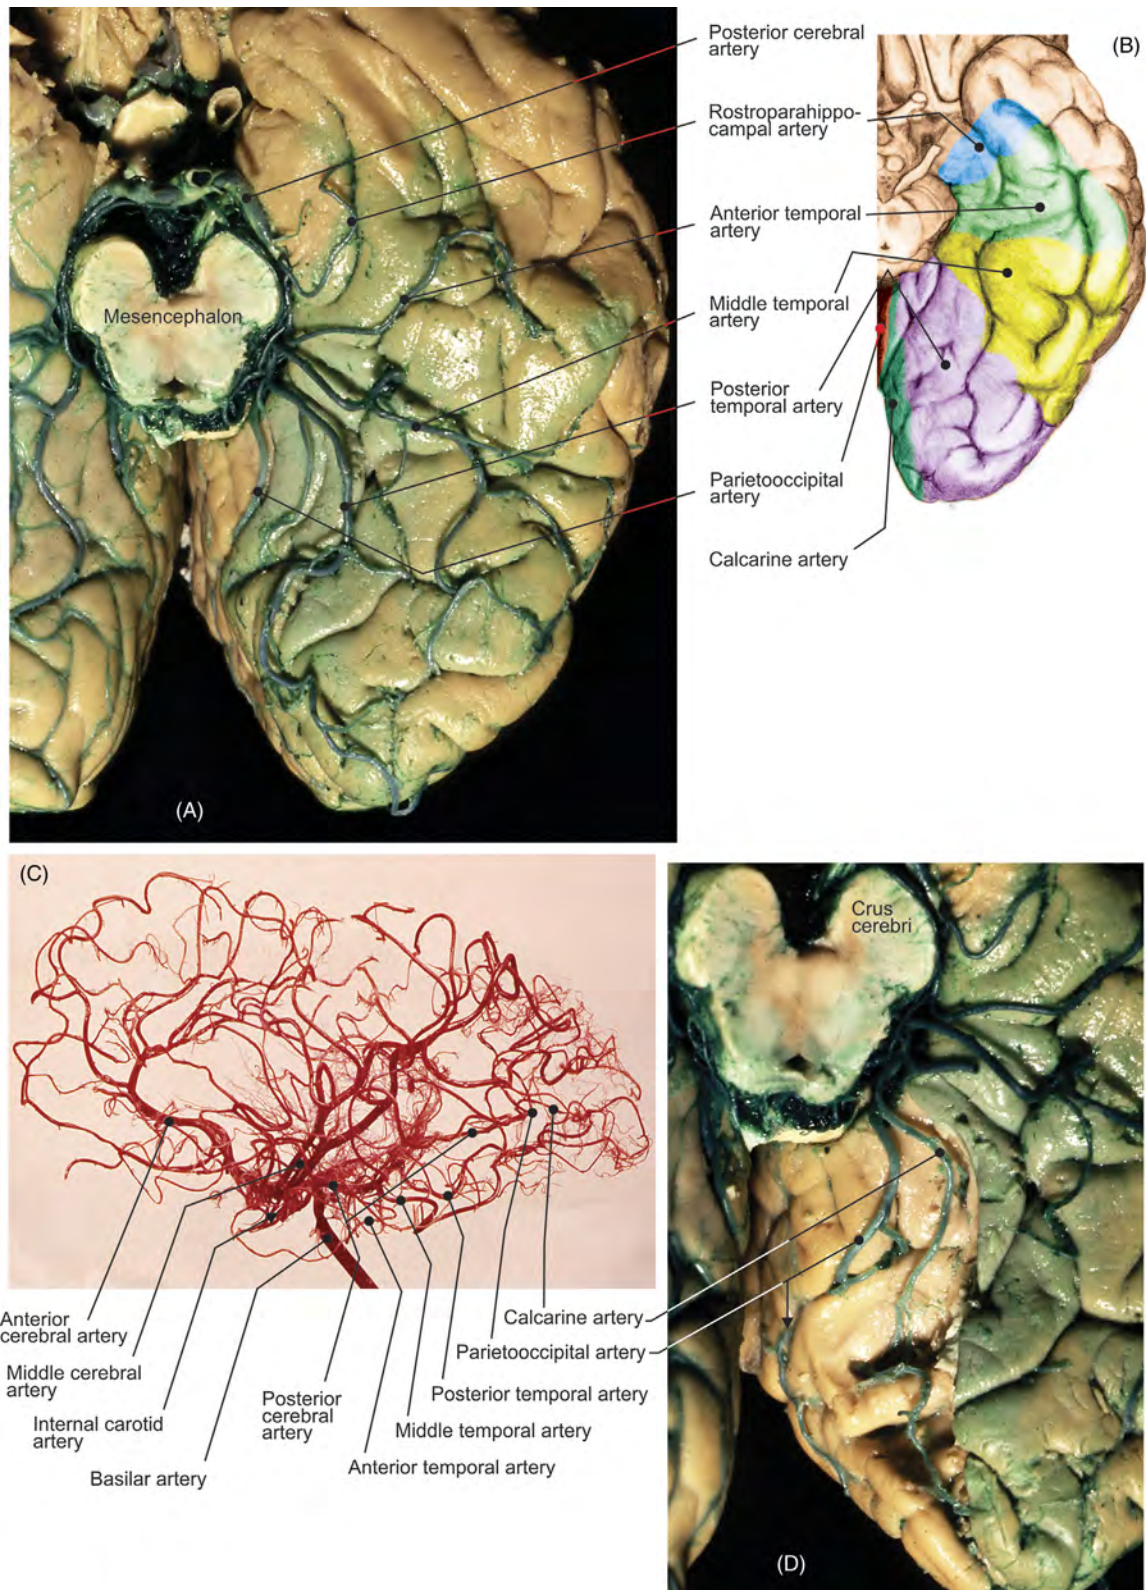 Posterior cerebral
artery
(B)
Rostroparahippo-
campal artery
Anterior temporal
artery
Mesencephalon
Middle temporal
artery
Posterior
temporal artery
Parietooccipital
artery
Calcarine artery
(A)
(C)
Crus
cerebri
Anterior
cerebral artery
Middle cerebral
artery
Internal carotid
artery
Basilar artery
Posterior
cerebral
artery
Calcarine artery
Parietooccipital artery
Posterior temporal artery
Middle temporal artery
Anterior temporal artery
(D)